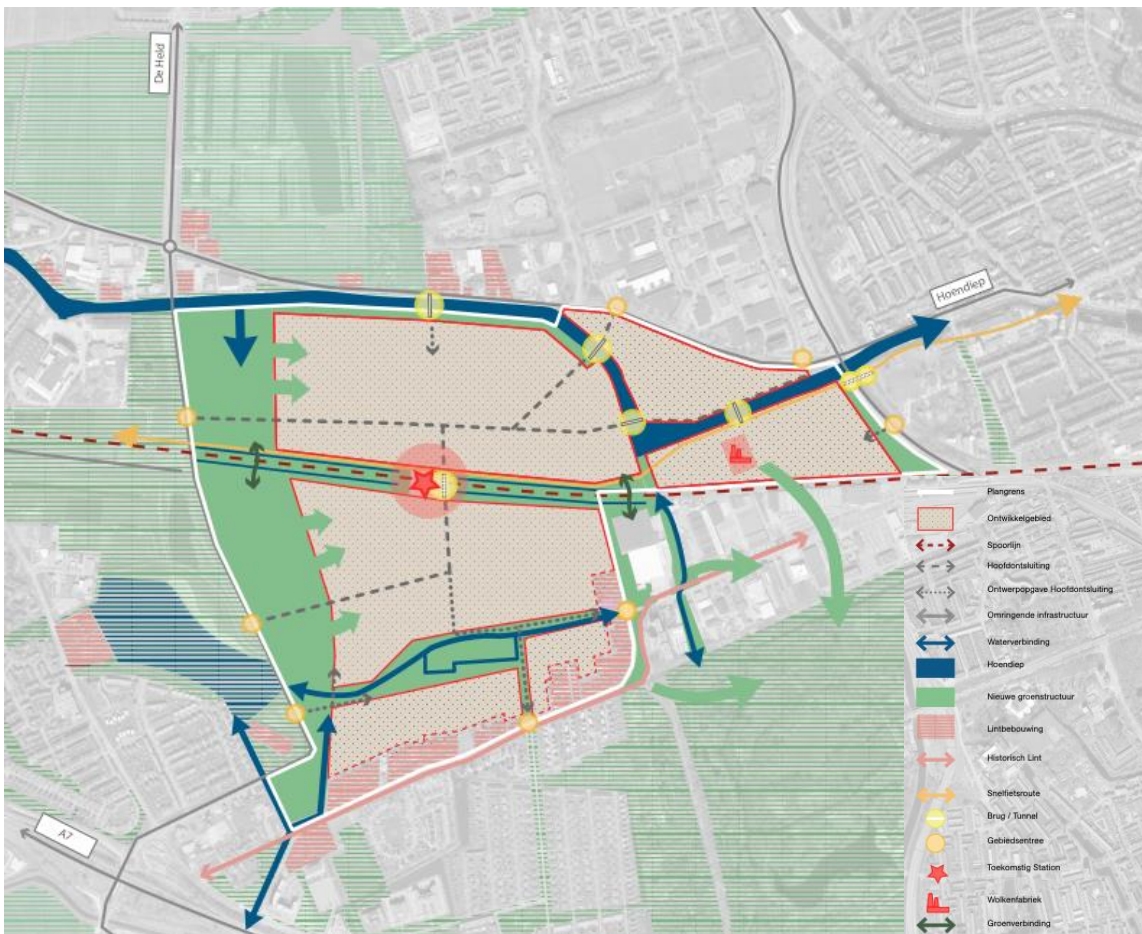 De Held
Hoendiep
A7
Plangrens
Ontwikkelgebied
Spoorlijn
Hoofdontsluiting
Ontwerpopgave Hoofdontsluiting
Omringende infrastructuur
Waterverbinding
Hoendiep
Nieuwe groenstructuur
Lintbebouwing
Historisch Lint
Snelfietsroute
Brug / Tunnel
Gebiedsentree
Toekomstig Station
Wolkenfabriek
Groenverbinding